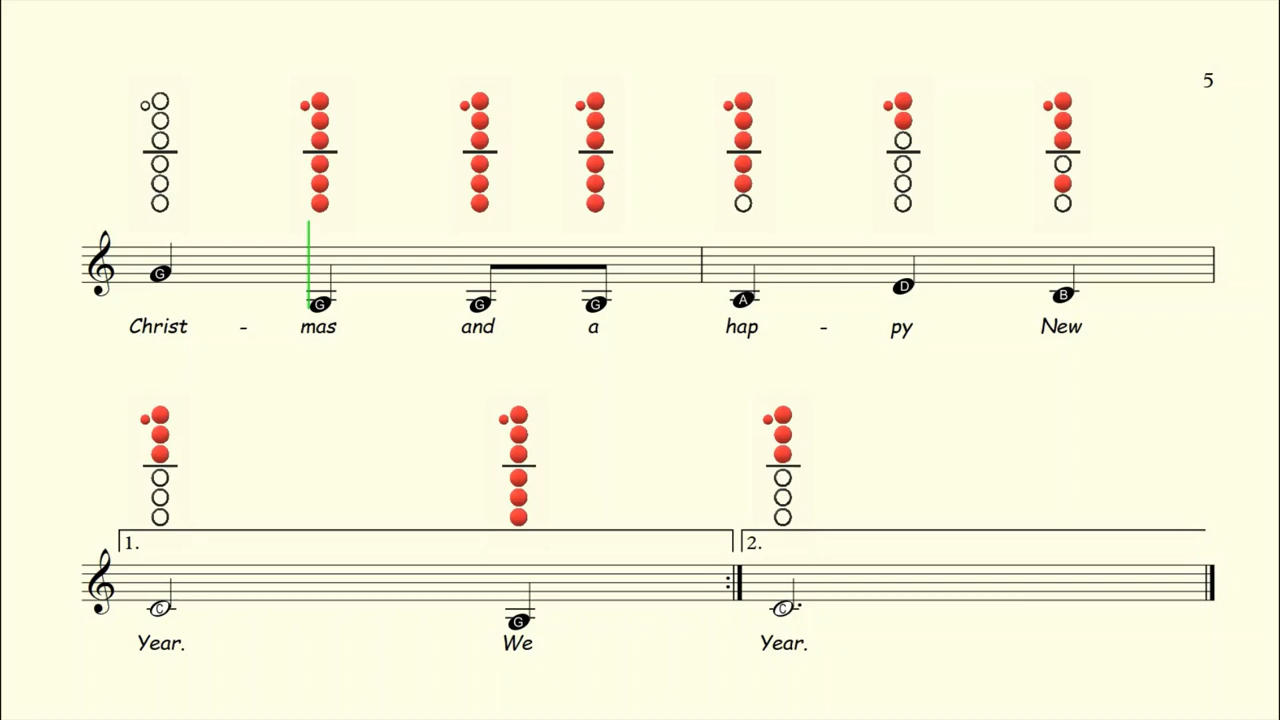 5
G G G G A D B
Christ - mas and a hap - py New
1. 2.
C G C
Year. We Year.